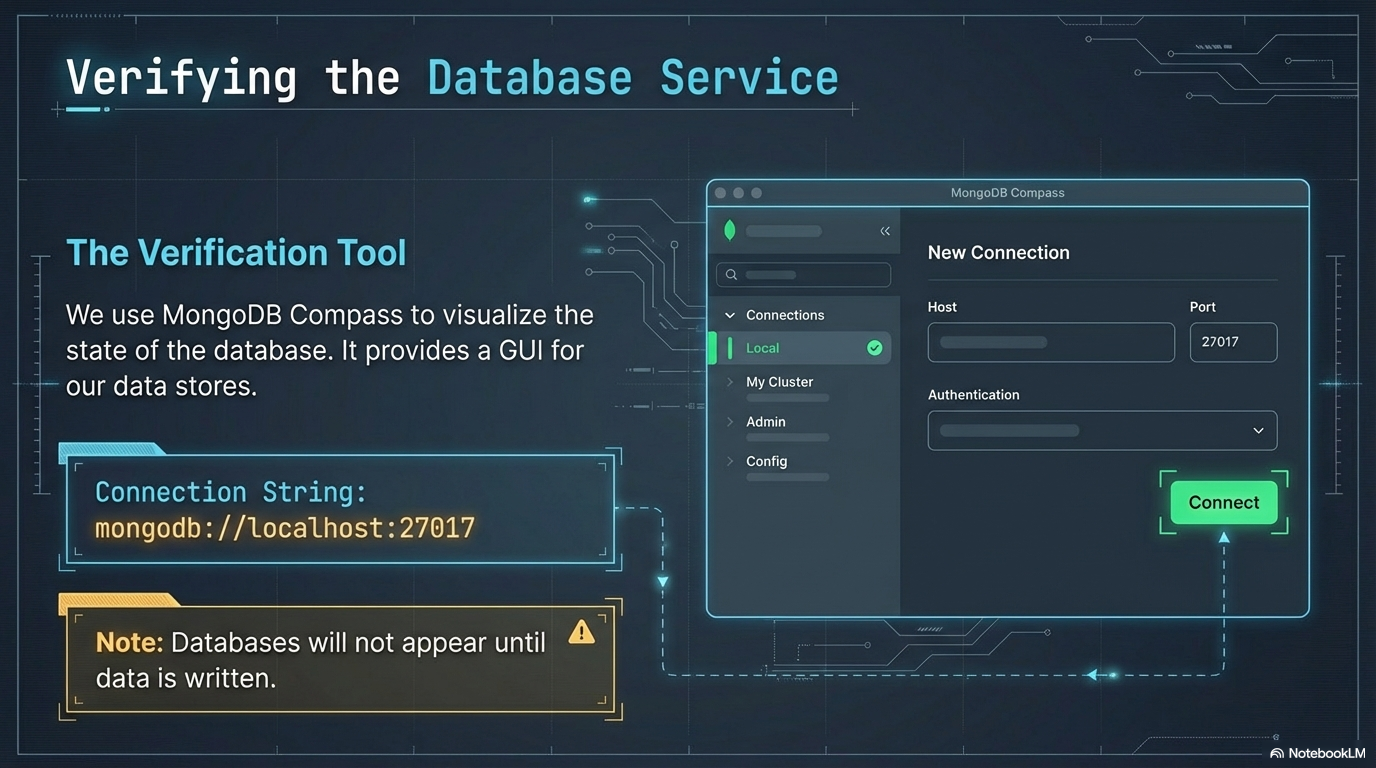 Verifying the Database Service
The Verification Tool
We use MongoDB Compass to visualize the
state of the database. It provides a GUI for
our data stores.
Connection String:
mongodb://localhost:27017
Note: Databases will not appear until
data is written.
MongoDB Compass
Connections
Local
My Cluster
Admin
Config
New Connection
Host
Port
27017
Authentication
Connect
NotebookLM